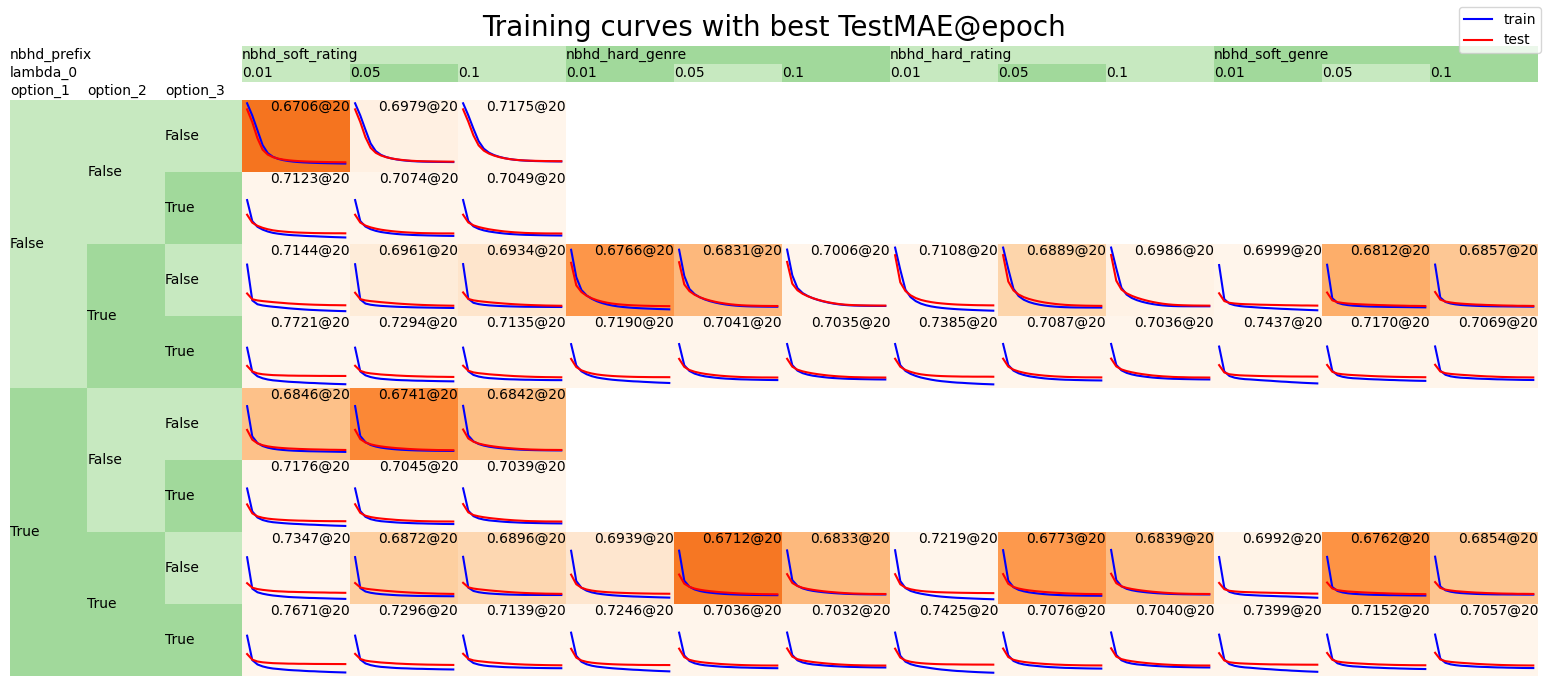 Training curves with best TestMAE@epoch
train
test
nbhd_prefix nbhd_soft_rating nbhd_hard_genre nbhd_hard_rating nbhd_soft_genre
lambda_0 0.01 0.05 0.1 0.01 0.05 0.1 0.01 0.05 0.1 0.01 0.05 0.1
option_1 option_2 option_3
0.6706@20 0.6979@20 0.7175@20
False
False
0.7123@20 0.7074@20 0.7049@20
True
False
0.7144@20 0.6961@20 0.6934@20 0.6766@20 0.6831@20 0.7006@20 0.7108@20 0.6889@20 0.6986@20 0.6999@20 0.6812@20 0.6857@20
False
True
0.7721@20 0.7294@20 0.7135@20 0.7190@20 0.7041@20 0.7035@20 0.7385@20 0.7087@20 0.7036@20 0.7437@20 0.7170@20 0.7069@20
True
0.6846@20 0.6741@20 0.6842@20
False
False
0.7176@20 0.7045@20 0.7039@20
True
True
0.7347@20 0.6872@20 0.6896@20 0.6939@20 0.6712@20 0.6833@20 0.7219@20 0.6773@20 0.6839@20 0.6992@20 0.6762@20 0.6854@20
False
True
0.7671@20 0.7296@20 0.7139@20 0.7246@20 0.7036@20 0.7032@20 0.7425@20 0.7076@20 0.7040@20 0.7399@20 0.7152@20 0.7057@20
True